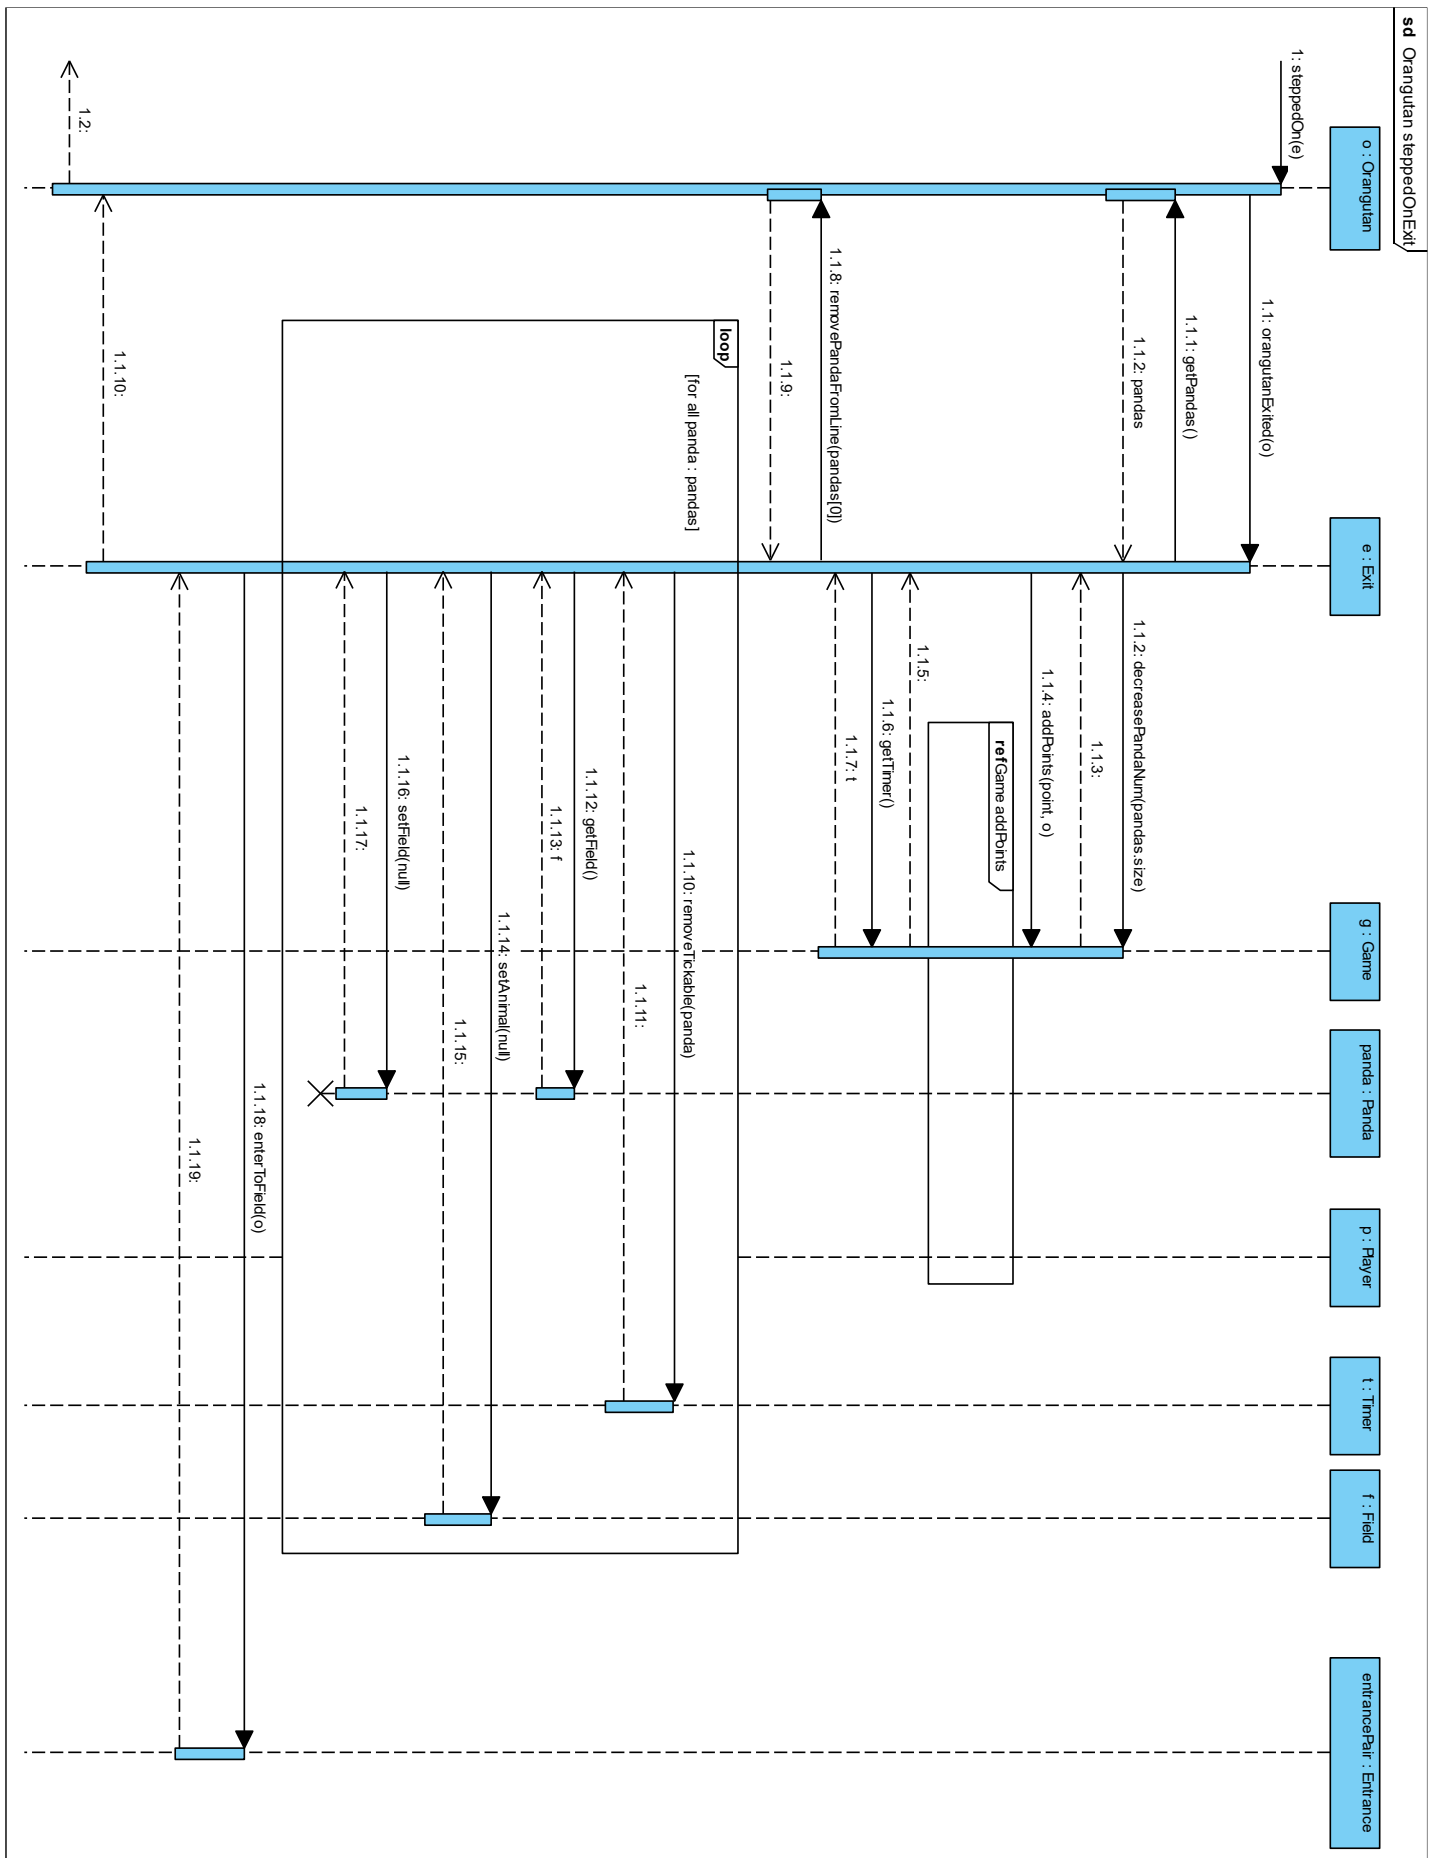 sd Orangutan steppedOnExit
o : Orangutan
e : Exit
g : Game
panda : Panda
p : Player
t : Timer
f : Field
entrancePair : Entrance
1: steppedOn(e)
1.1: orangutanExited(o)
1.1.1: getPandas()
1.1.2: pandas
1.1.2: decreasePandaNum(pandas.size)
1.1.3:
1.1.4: addPoints(point, o)
ref Game addPoints
1.1.5:
1.1.6: getTimer()
1.1.7: t
1.1.8: removePandaFromLine(pandas[0])
1.1.9:
loop
[for all panda : pandas]
1.1.10: removeTickable(panda)
1.1.11:
1.1.12: getField()
1.1.13: f
1.1.14: setAnimal(null)
1.1.15:
1.1.16: setField(null)
1.1.17:
1.1.18: enterToField(o)
1.1.19:
1.1.10:
1.2: